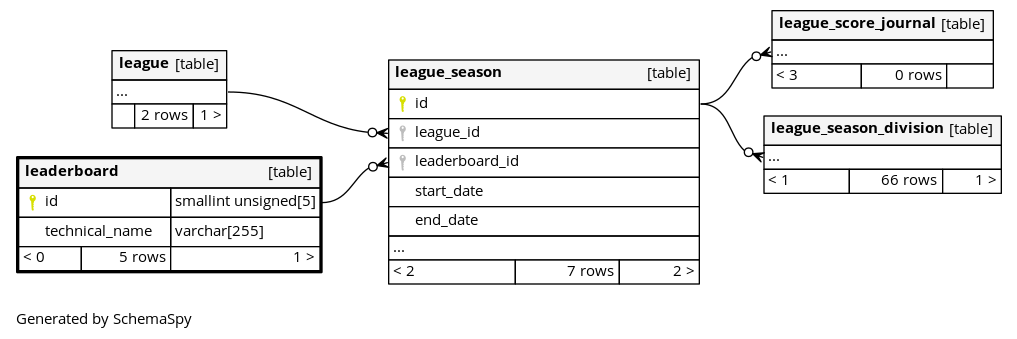 league [table]
...
2 rows 1 >
leaderboard [table]
id smallint unsigned[5]
technical_name varchar[255]
< 0 5 rows 1 >
league_season [table]
id
league_id
leaderboard_id
start_date
end_date
...
< 2 7 rows 2 >
league_score_journal [table]
...
< 3 0 rows
league_season_division [table]
...
< 1 66 rows 1 >
Generated by SchemaSpy